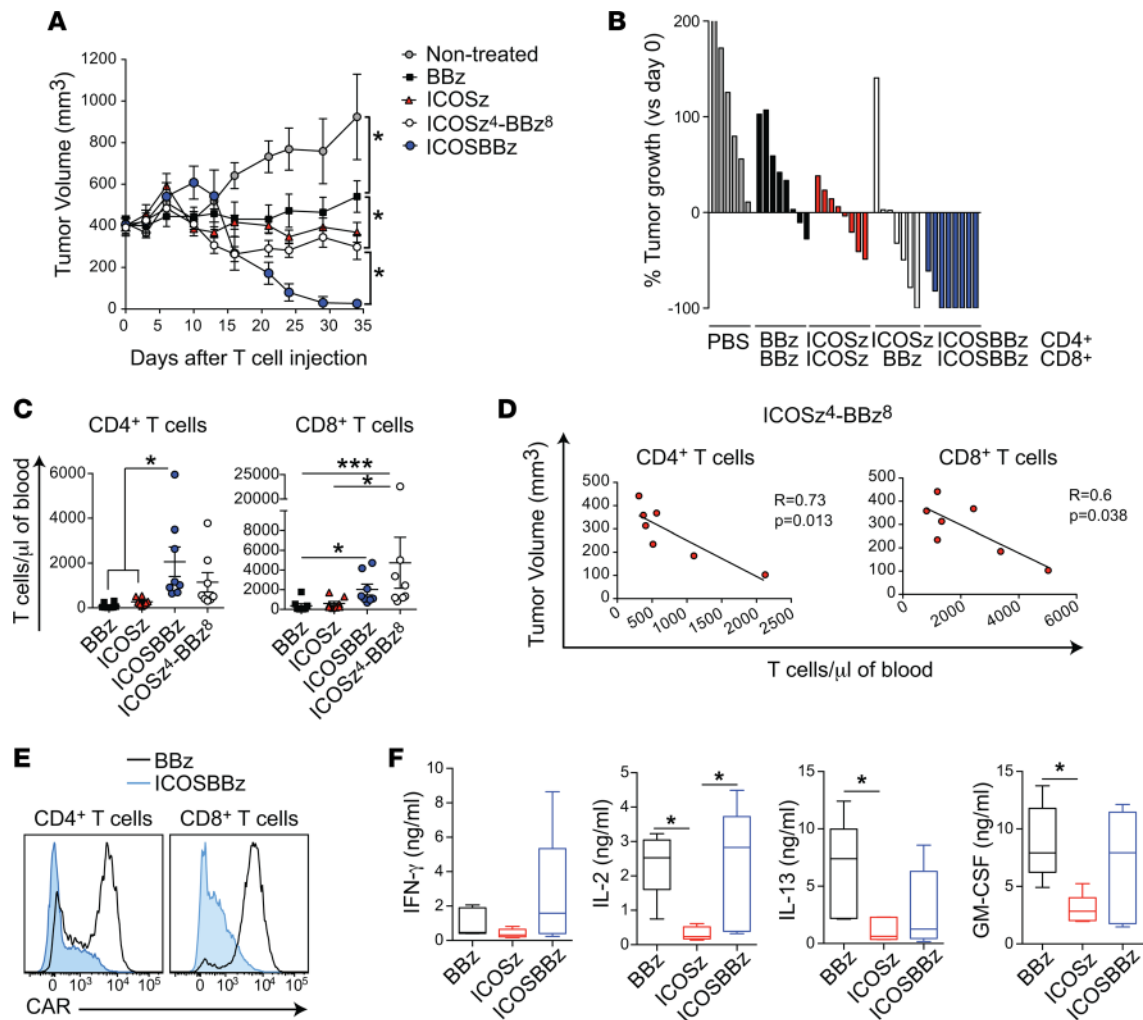 A
Tumor Volume (mm³)
1200
1000
800
600
400
200
0
0 5 10 15 20 25 30 35
Days after T cell injection
Non-treated
BBz
ICOSz
ICOSz⁴-BBz⁸
ICOSBBz
*
*
*
B
% Tumor growth (vs day 0)
200
100
0
-100
PBS BBz ICOSz ICOSz ICOSBBz CD4+
BBz ICOSz BBz ICOSBBz CD8+
C
CD4⁺ T cells
CD8⁺ T cells
T cells/μl of blood
6000
4000
2000
0
*
BBz
ICOSz
ICOSBBz
ICOSz⁴-BBz⁸
25000
20000
15000
10000
8000
6000
4000
2000
0
***
*
*
BBz
ICOSz
ICOSBBz
ICOSz⁴-BBz⁸
D
ICOSz⁴-BBz⁸
CD4⁺ T cells
CD8⁺ T cells
Tumor Volume (mm³)
500
400
300
200
100
0
0 500 1000 1500 2000 2500
R=0.73
p=0.013
500
400
300
200
100
0
0 2000 4000 6000
R=0.6
p=0.038
T cells/μl of blood
E
BBz
ICOSBBz
CD4⁺ T cells
CD8⁺ T cells
0 10³ 10⁴ 10⁵
0 10³ 10⁴ 10⁵
CAR
F
IFN-γ (ng/ml)
10
8
6
4
2
0
BBz
ICOSz
ICOSBBz
IL-2 (ng/ml)
5
4
3
2
1
0
*
*
BBz
ICOSz
ICOSBBz
IL-13 (ng/ml)
15
10
5
0
*
BBz
ICOSz
ICOSBBz
GM-CSF (ng/ml)
20
15
10
5
0
*
BBz
ICOSz
ICOSBBz